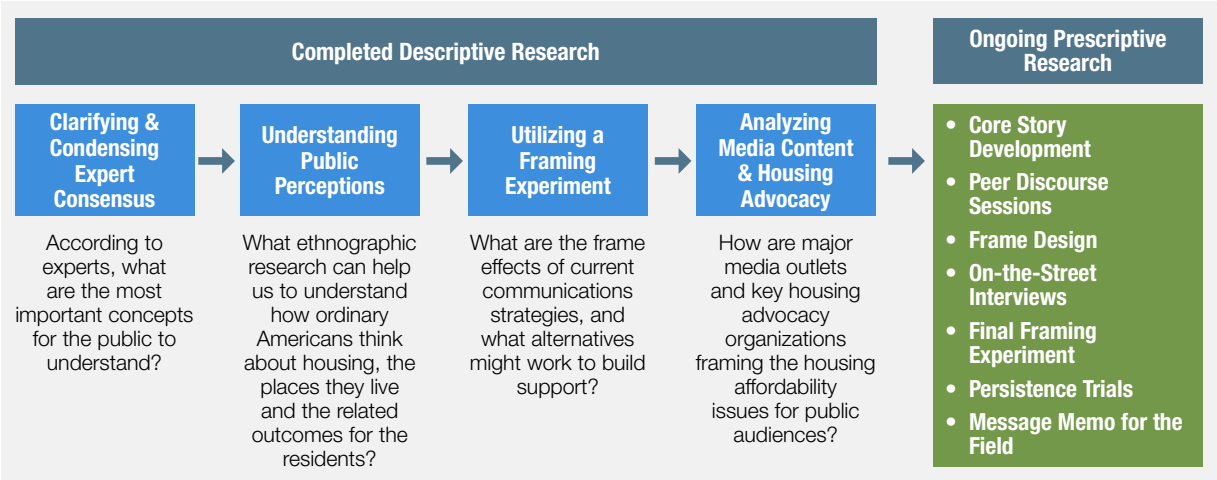 Completed Descriptive Research
Ongoing Prescriptive
Research
Clarifying &
Condensing
Expert
Consensus
According to
experts, what
are the most
important concepts
for the public to
understand?
Understanding
Public
Perceptions
What ethnographic
research can help
us to understand
how ordinary
Americans think
about housing, the
places they live
and the related
outcomes for the
residents?
Utilizing a
Framing
Experiment
What are the frame
effects of current
communications
strategies, and
what alternatives
might work to build
support?
Analyzing
Media Content
& Housing
Advocacy
How are major
media outlets
and key housing
advocacy
organizations
framing the housing
affordability
issues for public
audiences?
• Core Story
Development
• Peer Discourse
Sessions
• Frame Design
• On-the-Street
Interviews
• Final Framing
Experiment
• Persistence Trials
• Message Memo for the
Field